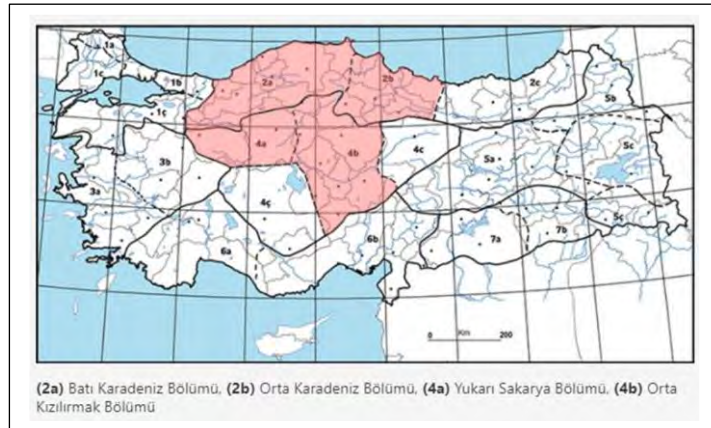 1a
1b
1c
1ç
2a
2b
2c
5b
3b
4a
4b
4c
5a
5c
3a
4ç
6a
6b
7a
7b
5ç
0 Km 200
(2a) Batı Karadeniz Bölümü, (2b) Orta Karadeniz Bölümü, (4a) Yukarı Sakarya Bölümü, (4b) Orta
Kızılırmak Bölümü